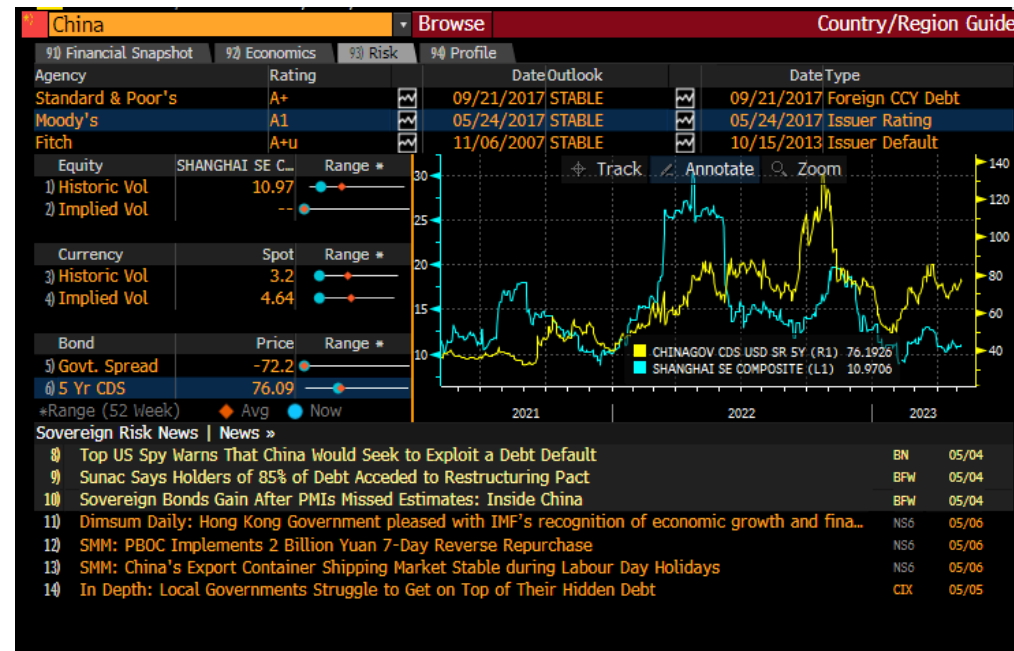 China Browse Country/Region Guide
91) Financial Snapshot 92) Economics 93) Risk 94) Profile
Agency Rating Date Outlook Date Type
Standard & Poor's A+ 09/21/2017 STABLE 09/21/2017 Foreign CCY Debt
Moody's A1 05/24/2017 STABLE 05/24/2017 Issuer Rating
Fitch A+u 11/06/2007 STABLE 10/15/2013 Issuer Default
Equity SHANGHAI SE C... Range *
1) Historic Vol 10.97
2) Implied Vol --
Currency Spot Range *
3) Historic Vol 3.2
4) Implied Vol 4.64
Bond Price Range *
5) Govt. Spread -72.2
6) 5 Yr CDS 76.09
*Range (52 Week) Avg Now
Track Annotate Zoom
30
25
20
15
10
140
120
100
80
60
40
CHINAGOV CDS USD SR 5Y (R1) 76.1926
SHANGHAI SE COMPOSITE (L1) 10.9706
2021 2022 2023
Sovereign Risk News | News »
8) Top US Spy Warns That China Would Seek to Exploit a Debt Default BN 05/04
9) Sunac Says Holders of 85% of Debt Acceded to Restructuring Pact BFW 05/04
10) Sovereign Bonds Gain After PMIs Missed Estimates: Inside China BFW 05/04
11) Dimsum Daily: Hong Kong Government pleased with IMF's recognition of economic growth and fina... NS6 05/06
12) SMM: PBOC Implements 2 Billion Yuan 7-Day Reverse Repurchase NS6 05/06
13) SMM: China's Export Container Shipping Market Stable during Labour Day Holidays NS6 05/06
14) In Depth: Local Governments Struggle to Get on Top of Their Hidden Debt CIX 05/05